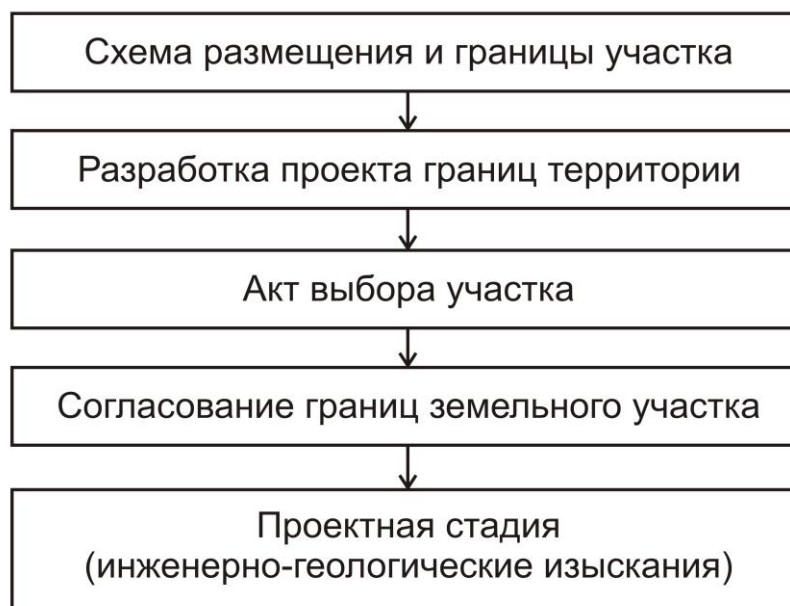 Схема размещения и границы участка
Разработка проекта границ территории
Акт выбора участка
Согласование границ земельного участка
Проектная стадия
(инженерно-геологические изыскания)